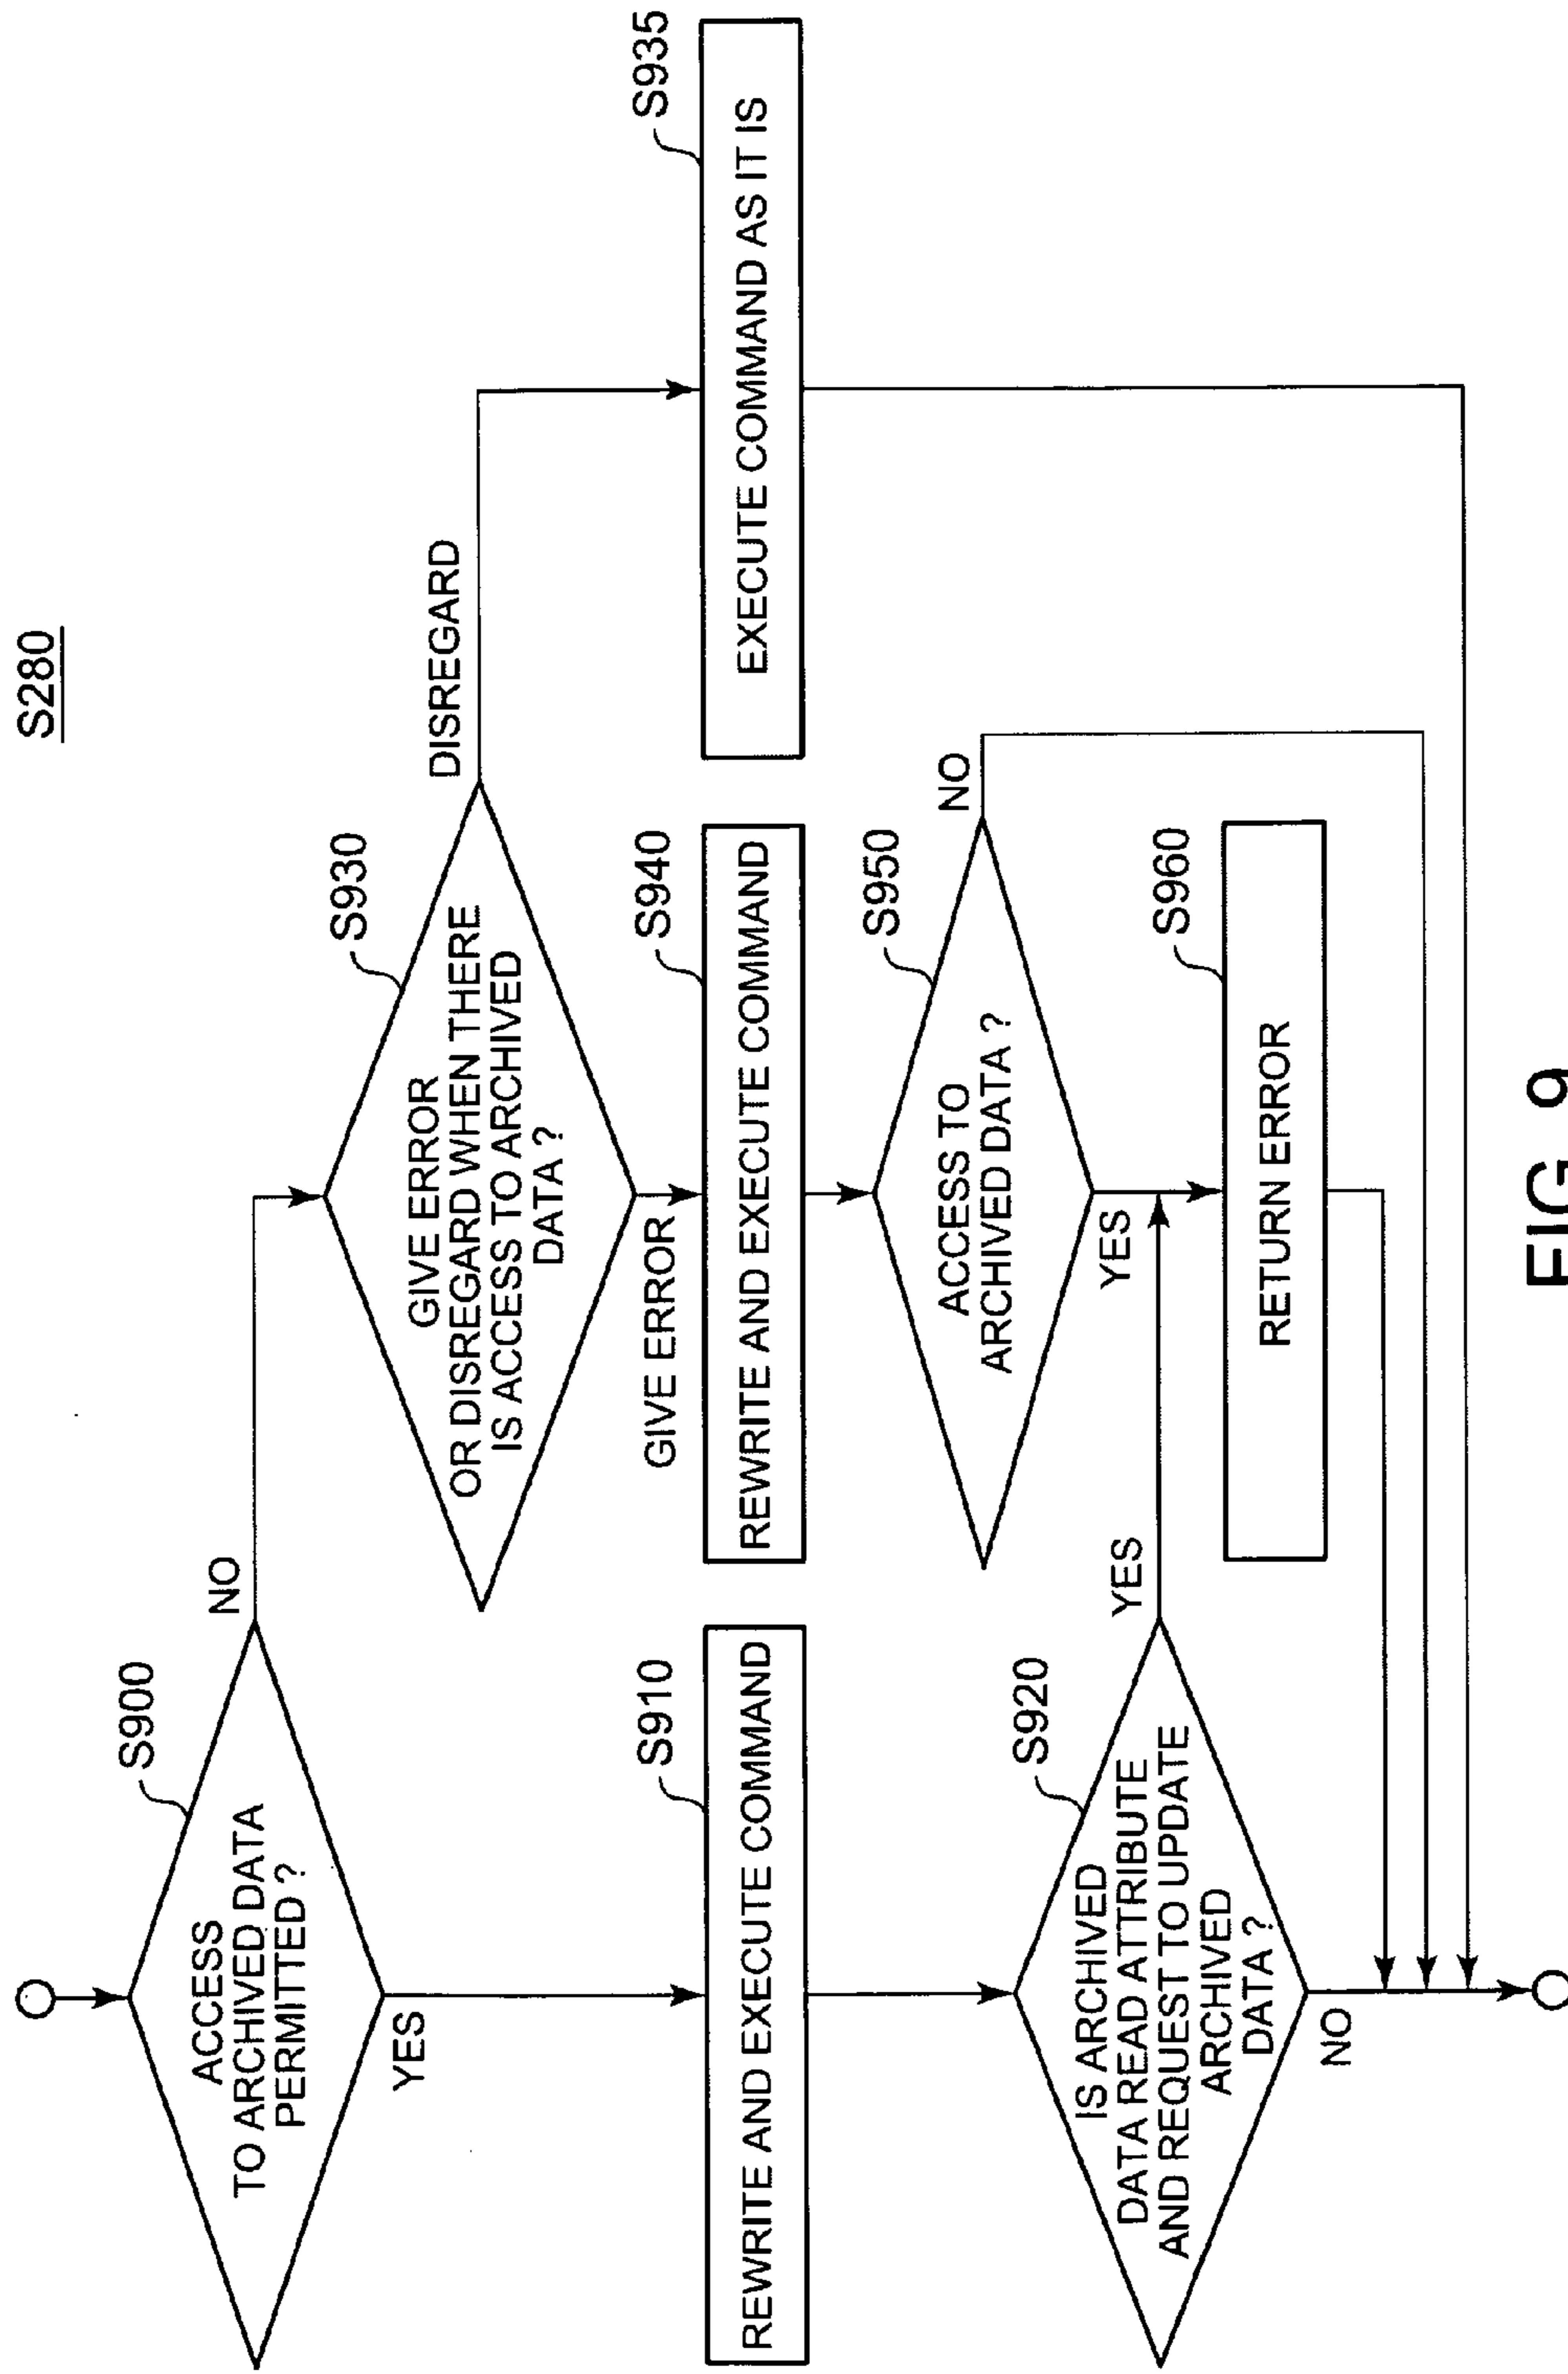 S280
S900
ACCESS
TO ARCHIVED DATA
PERMITTED ?
NO
YES
S930
GIVE ERROR
OR DISREGARD WHEN THERE
IS ACCESS TO ARCHIVED
DATA ?
DISREGARD
GIVE ERROR
S910
REWRITE AND EXECUTE COMMAND
S940
REWRITE AND EXECUTE COMMAND
S935
EXECUTE COMMAND AS IT IS
S950
ACCESS TO
ARCHIVED DATA ?
NO
YES
S920
IS ARCHIVED
DATA READ ATTRIBUTE
AND REQUEST TO UPDATE
ARCHIVED
DATA ?
YES
NO
S960
RETURN ERROR
FIG. 9